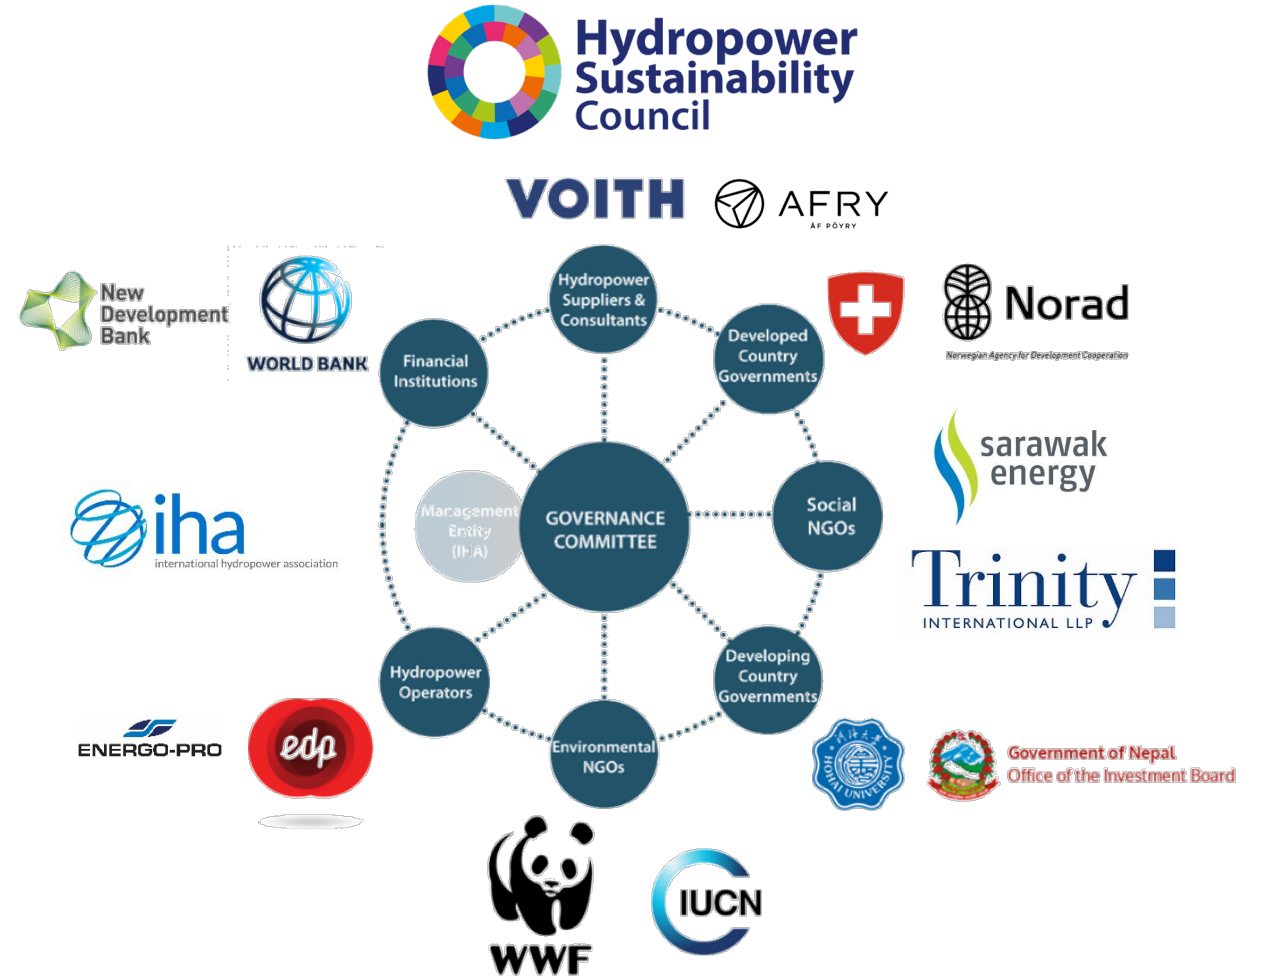 Hydropower
Sustainability
Council
VOITH
AFRY
ÅF PÖYRY
New
Development
Bank
WORLD BANK
Financial
Institutions
Hydropower
Suppliers &
Consultants
Developed
Country
Governments
Norad
Norwegian Agency for Development Cooperation
iha
international hydropower association
Management
Entity
(IHA)
GOVERNANCE
COMMITTEE
Social
NGOs
sarawak
energy
Trinity
INTERNATIONAL LLP
Hydropower
Operators
Environmental
NGOs
Developing
Country
Governments
ENERGO-PRO
edp
HOHAI UNIVERSITY
Government of Nepal
Office of the Investment Board
WWF
IUCN